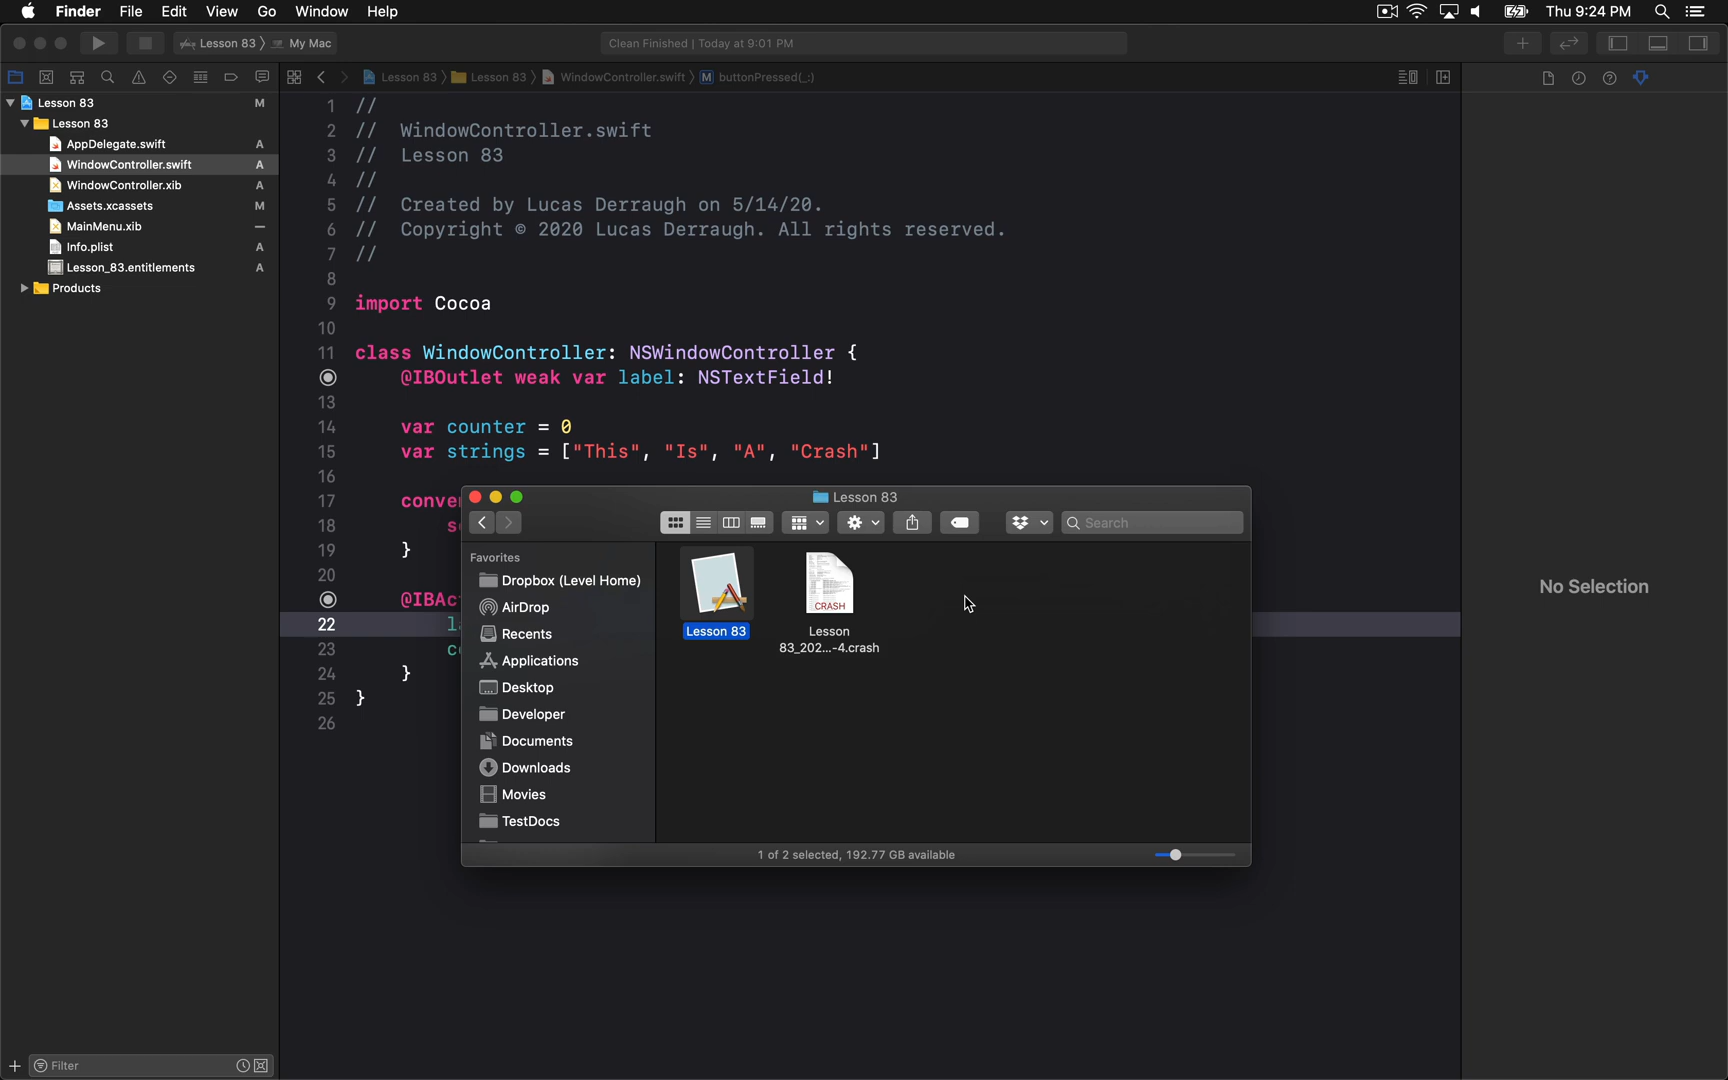 Finder File Edit View Go Window Help Thu 9:24 PM
Lesson 83 My Mac Clean Finished | Today at 9:01 PM
Lesson 83 Lesson 83 WindowController.swift M buttonPressed(_:)
Lesson 83 M
Lesson 83
AppDelegate.swift A
WindowController.swift A
WindowController.xib A
Assets.xcassets M
MainMenu.xib
Info.plist A
Lesson_83.entitlements A
Products
1 //
2 // WindowController.swift
3 // Lesson 83
4 //
5 // Created by Lucas Derraugh on 5/14/20.
6 // Copyright © 2020 Lucas Derraugh. All rights reserved.
7 //
8
9 import Cocoa
10
11 class WindowController: NSWindowController {
@IBOutlet weak var label: NSTextField!
13
14 var counter = 0
15 var strings = ["This", "Is", "A", "Crash"]
16
17 conve
18 s
19 }
20
@IBAc
22 l
23 c
24 }
25 }
26
Lesson 83
Search
Favorites
Dropbox (Level Home)
AirDrop
Recents
Applications
Desktop
Developer
Documents
Downloads
Movies
TestDocs
Lesson 83
CRASH
Lesson
83_202...-4.crash
1 of 2 selected, 192.77 GB available
No Selection
Filter